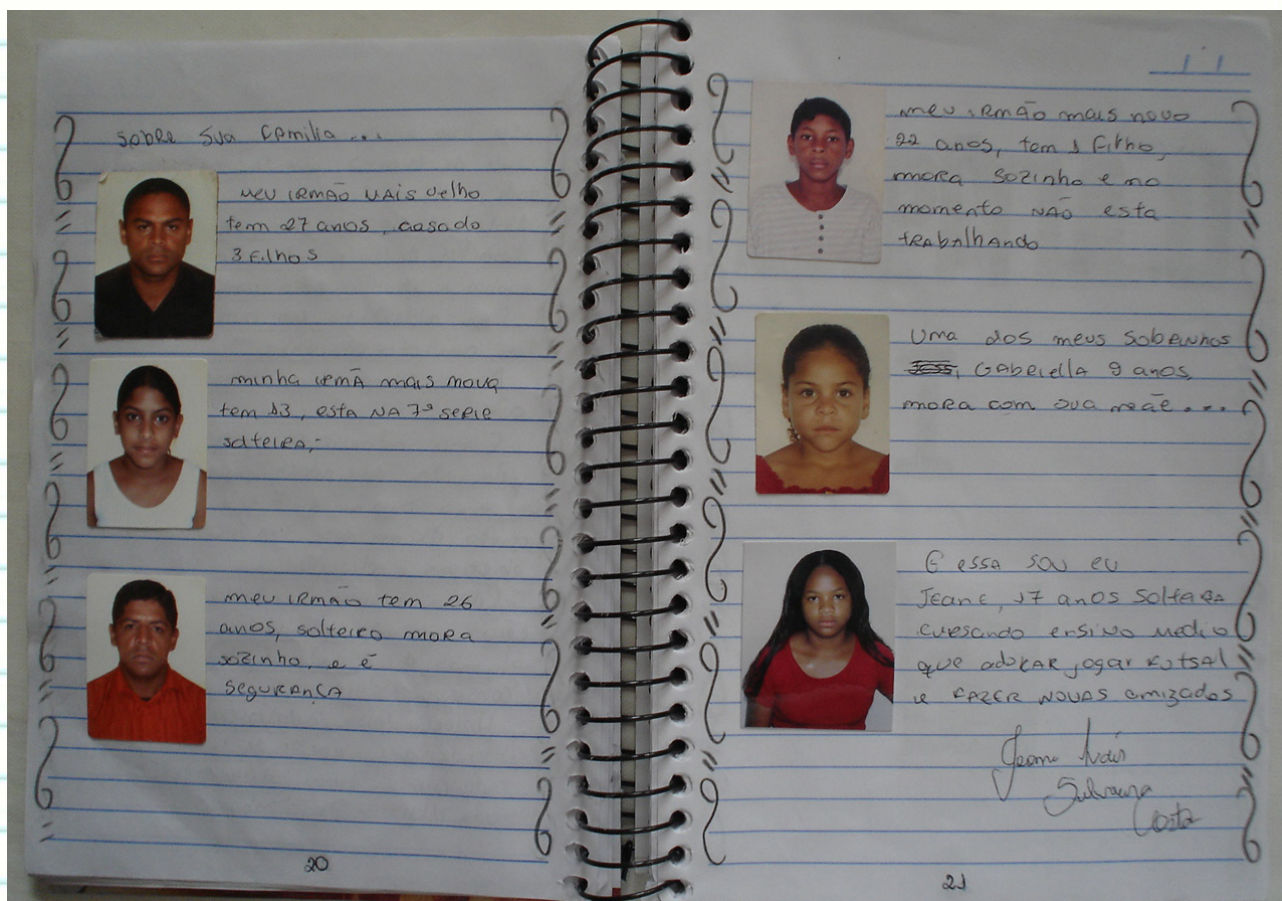 sobre sua familia...
meu irmão mais velho
tem 27 anos, casado
3 filhos
minha irmã mais nova
tem 13, esta na 7ª serie
solteira,
meu irmão tem 26
anos, solteiro mora
sozinho, e é
segurança
20
meu irmão mais novo
22 anos, tem 1 filho,
mora sozinho e no
momento não esta
trabalhando
Uma dos meus sobrinhos
Gabriella 9 anos
mora com sua mãe...
E essa sou eu
Jeane, 17 anos solteira
cursando ensino medio
que adorar jogar futsal
e fazer novas amizades
Jeane
Costa
21